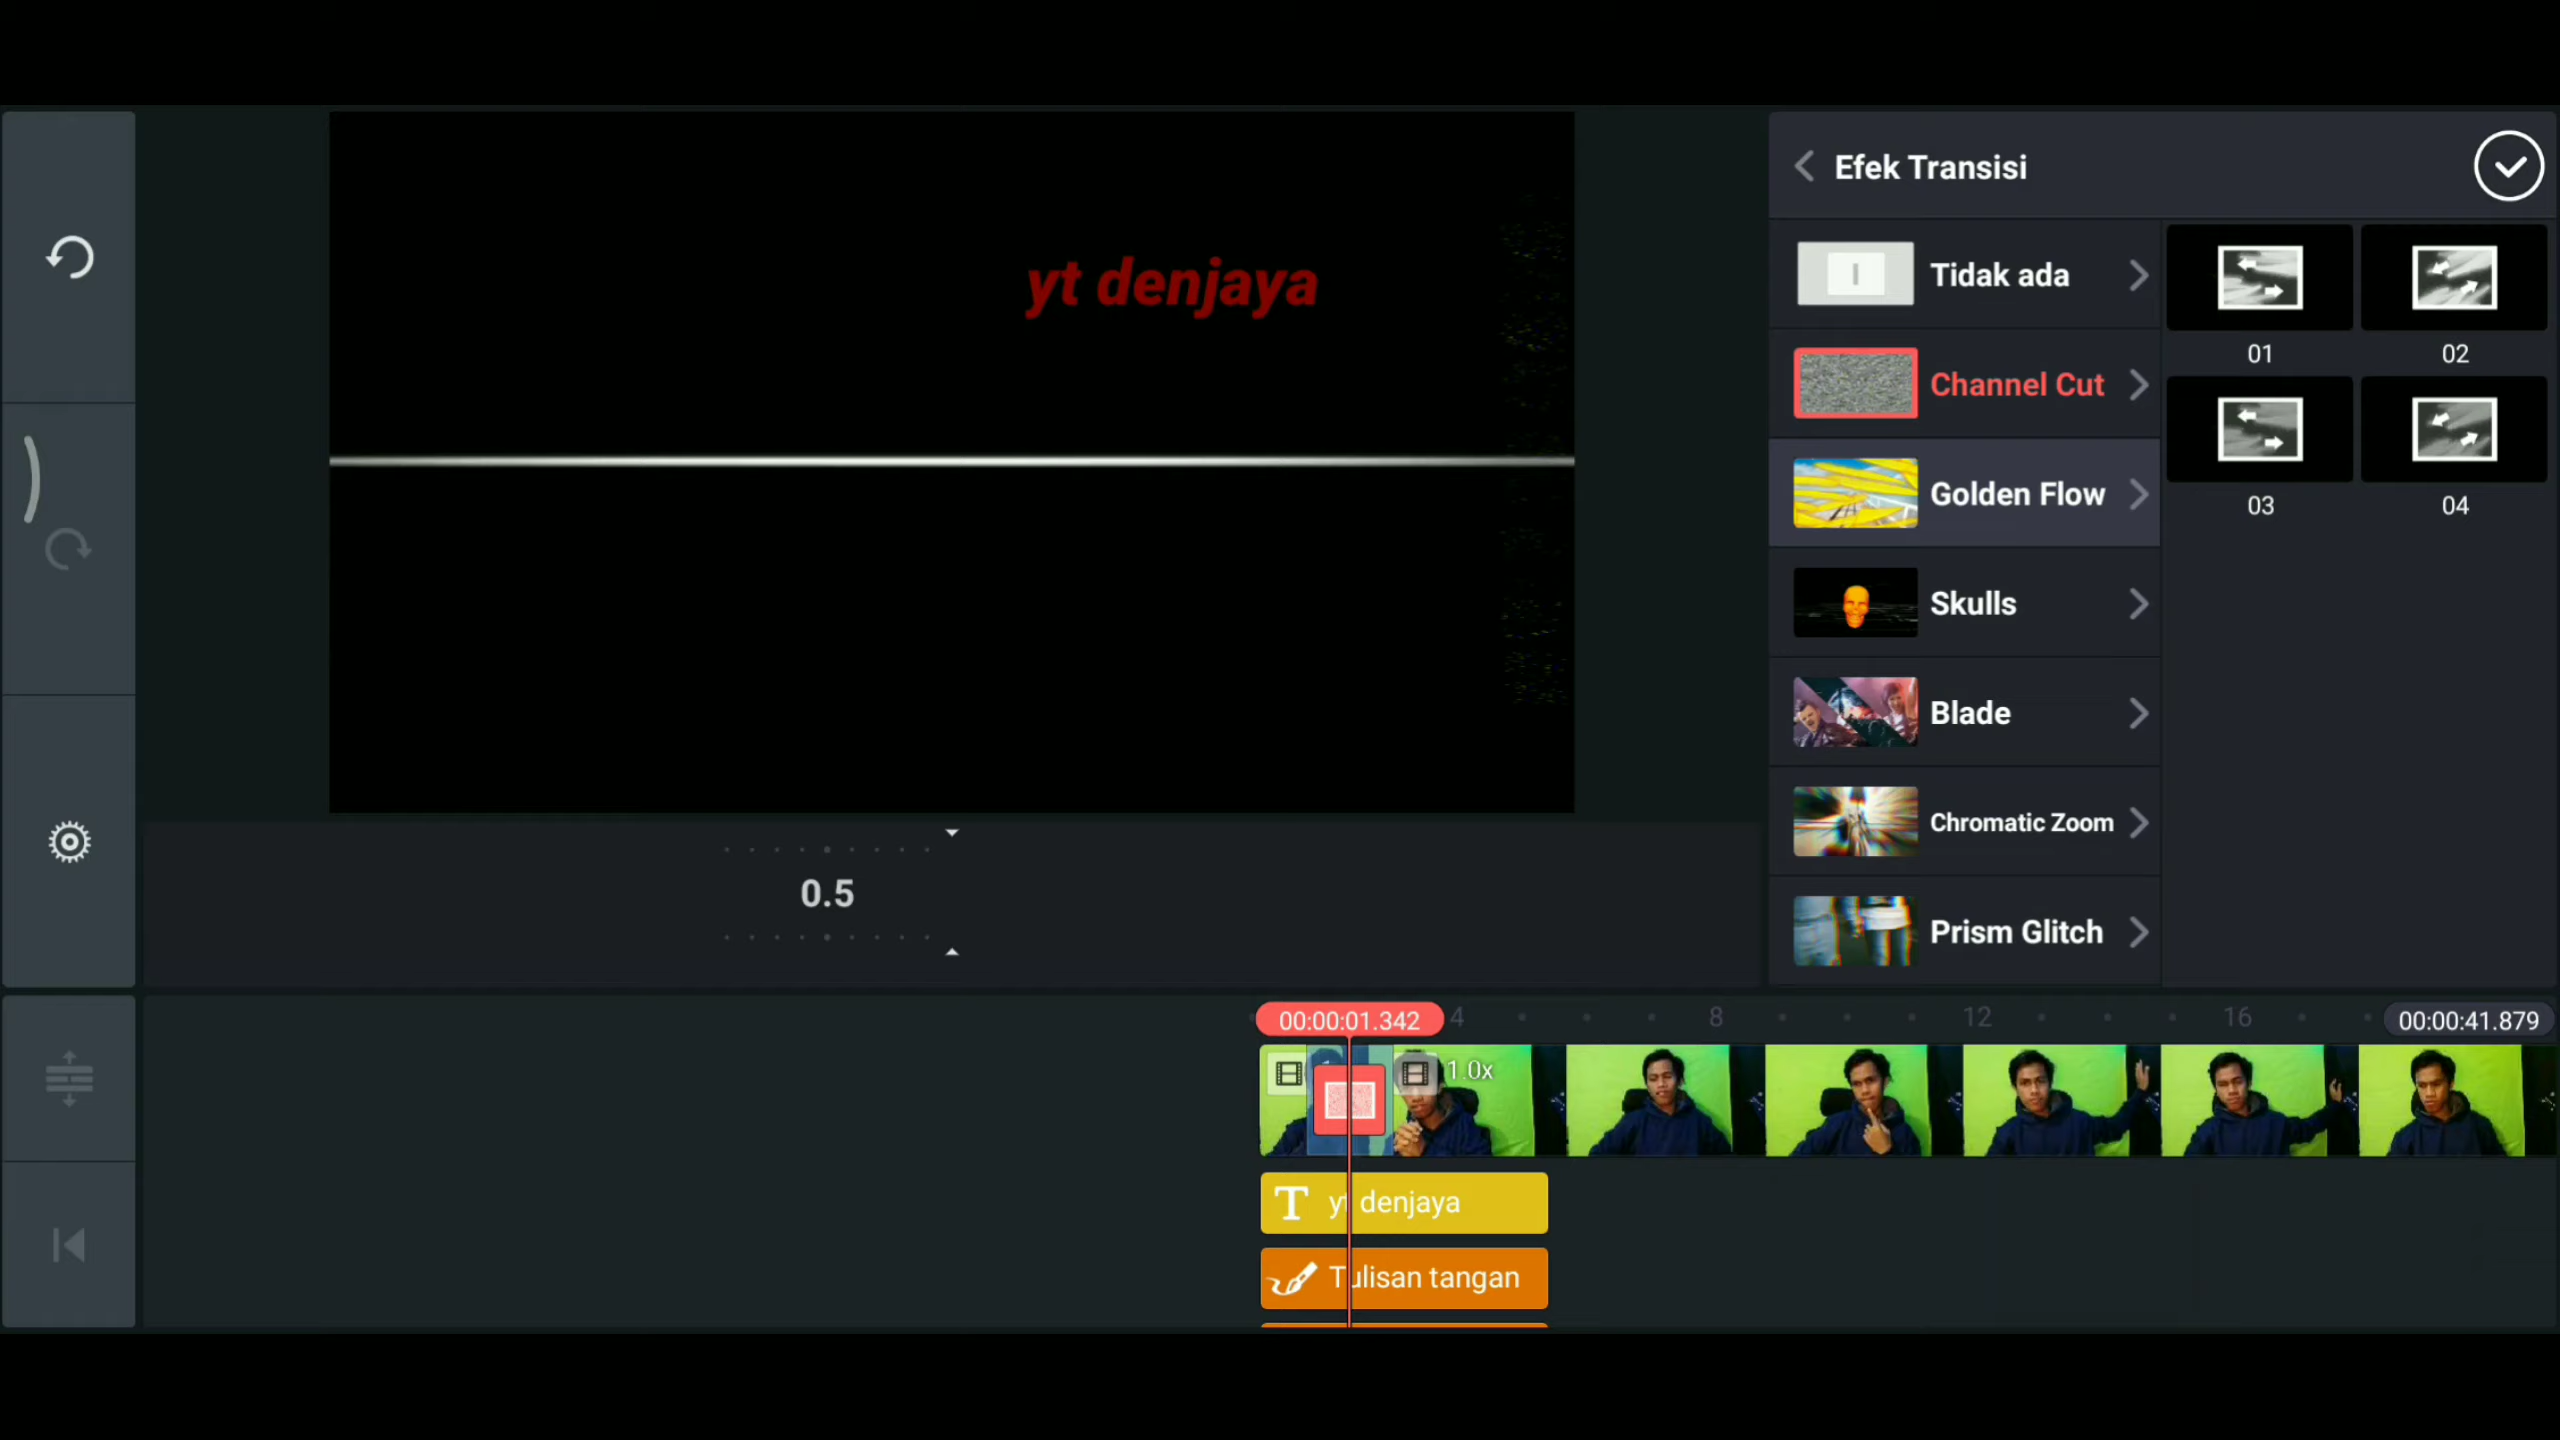 Efek Transisi
yt denjaya
Tidak ada
01
02
Channel Cut
Golden Flow
03
04
Skulls
Blade
Chromatic Zoom
Prism Glitch
0.5
00:00:01.342
4
8
12
16
00:00:41.879
1.0x
yt denjaya
Tulisan tangan